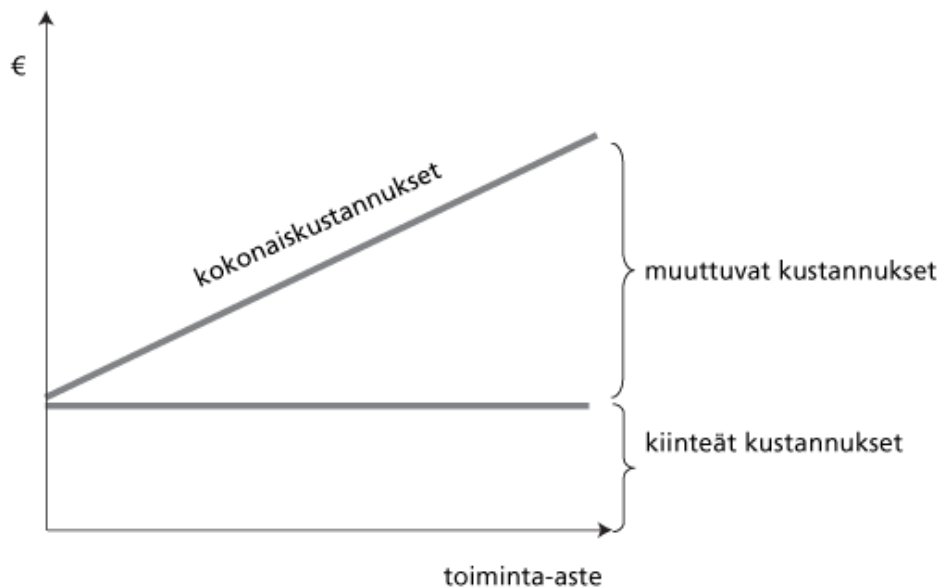 €
kokonaiskustannukset
muuttuvat kustannukset
kiinteät kustannukset
toiminta-aste